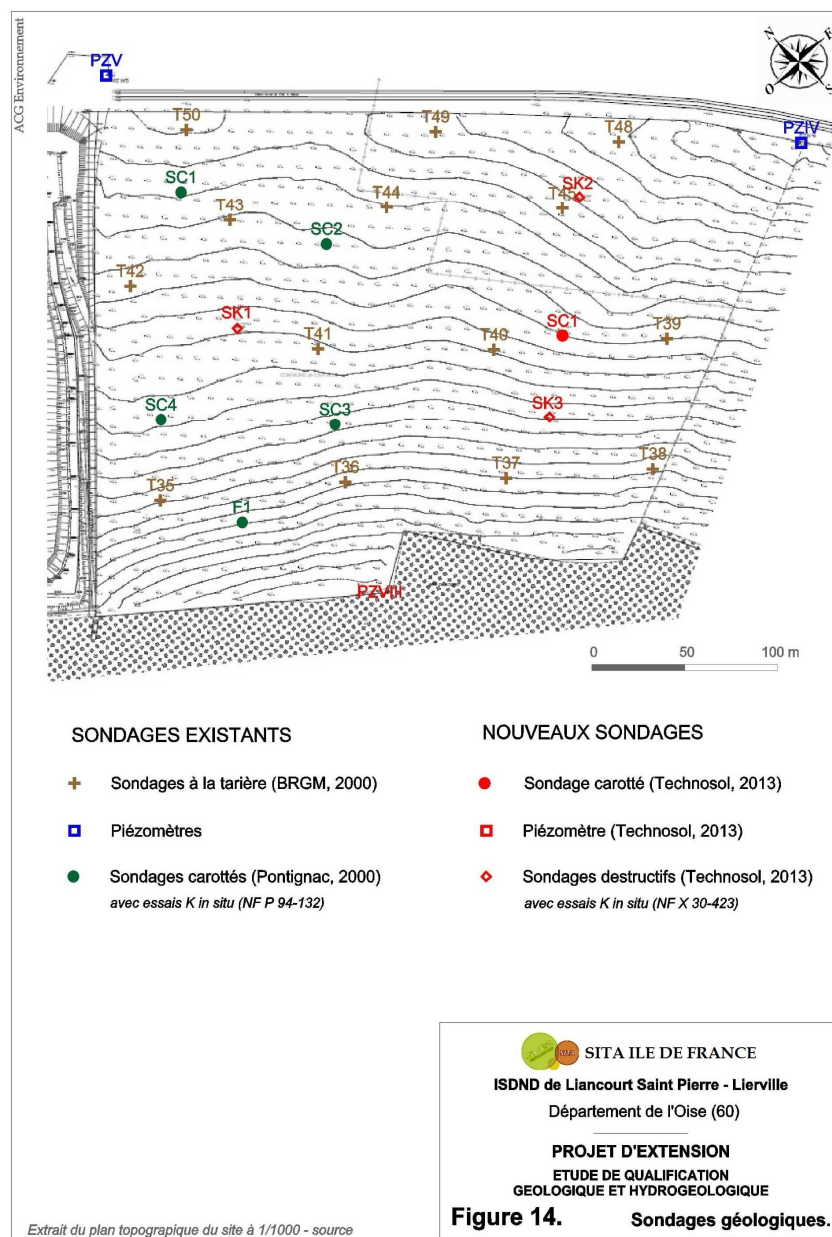 ACG Environnement
PZV
N
E
O
S
T50
T49
T48
PZIV
SC1
SK2
T43
T44
T45
SC2
T42
SK1
T41
T40
SC1
T39
SC4
SC3
SK3
T35
T36
T37
T38
F1
PZVIII
0 50 100 m
SONDAGES EXISTANTS
Sondages à la tarière (BRGM, 2000)
Piézomètres
Sondages carottés (Pontignac, 2000)
avec essais K in situ (NF P 94-132)
NOUVEAUX SONDAGES
Sondage carotté (Technosol, 2013)
Piézomètre (Technosol, 2013)
Sondages destructifs (Technosol, 2013)
avec essais K in situ (NF X 30-423)
SITA ILE DE FRANCE
ISDND de Liancourt Saint Pierre - Lierville
Département de l'Oise (60)
PROJET D'EXTENSION
ETUDE DE QUALIFICATION
GEOLOGIQUE ET HYDROGEOLOGIQUE
Figure 14. Sondages géologiques.
Extrait du plan topograpique du site à 1/1000 - source